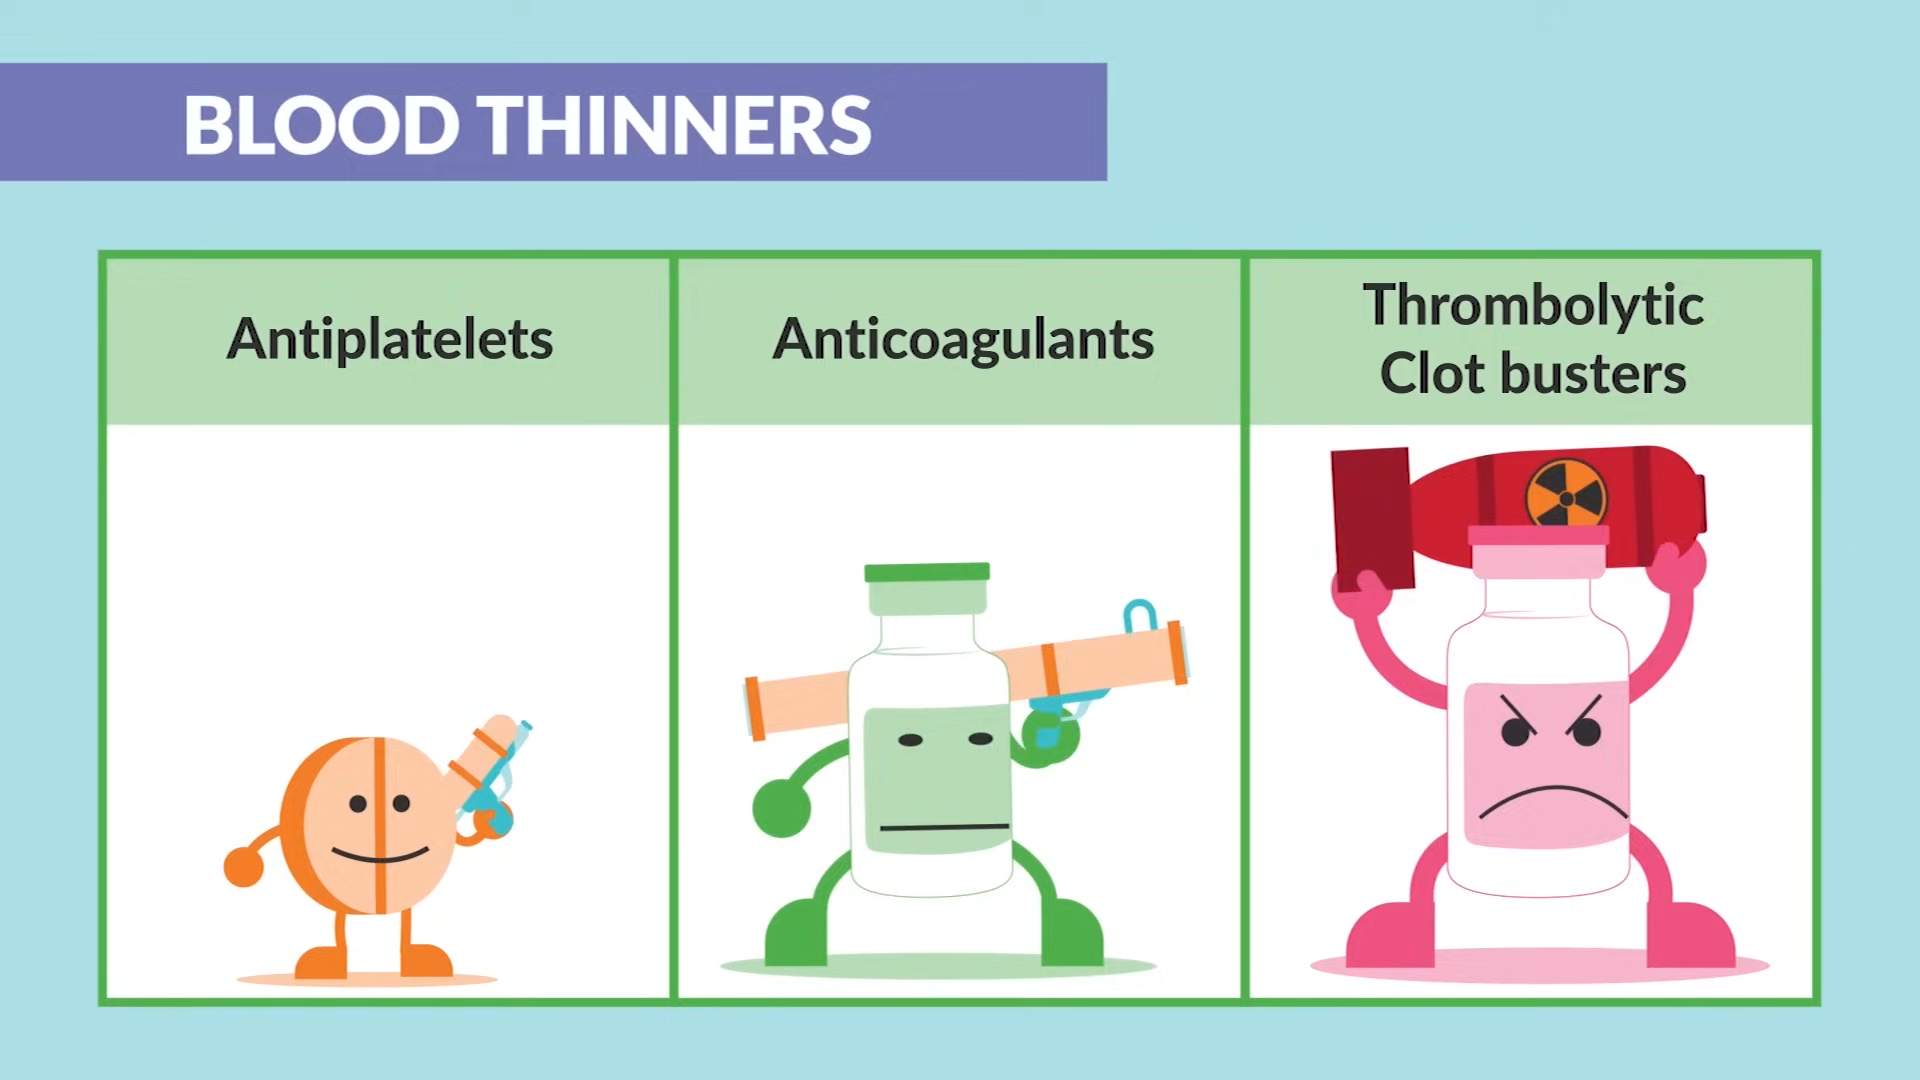 BLOOD THINNERS
Antiplatelets
Anticoagulants
Thrombolytic
Clot busters